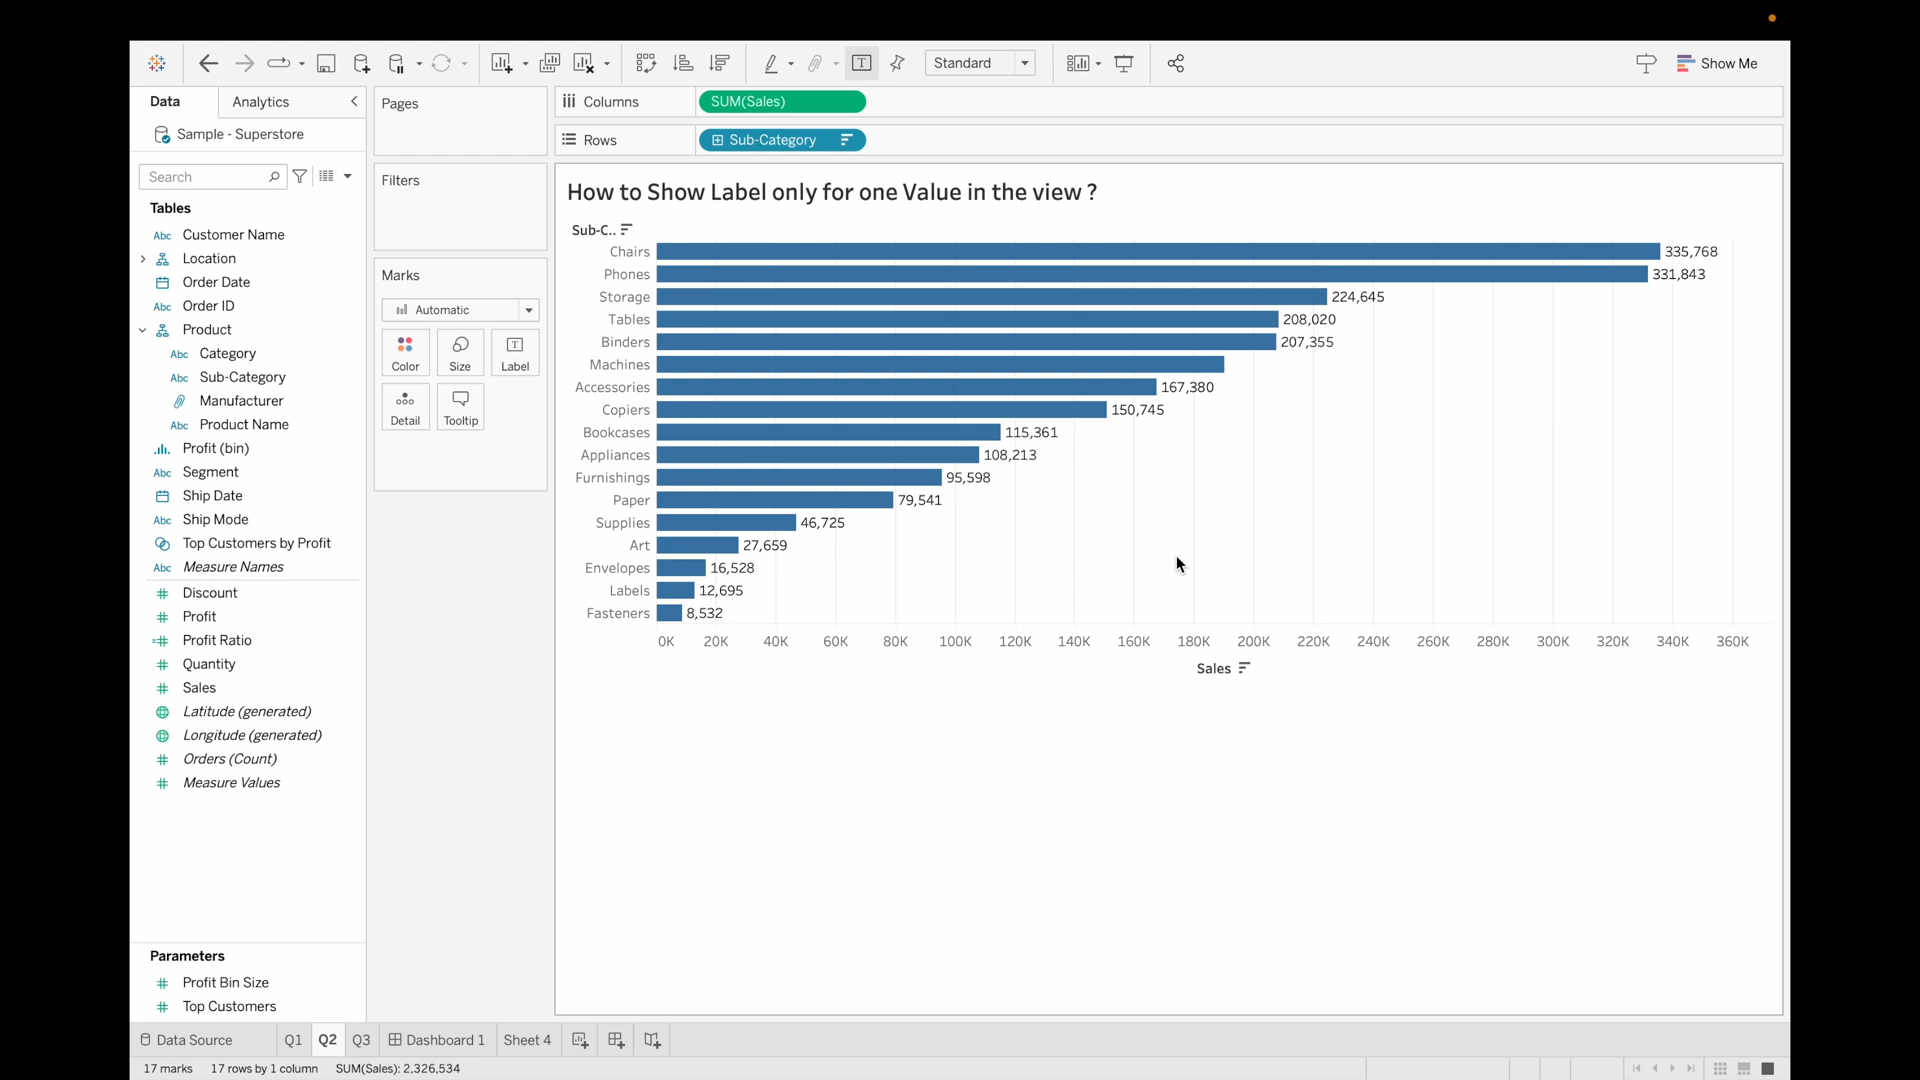 Standard
Show Me
Data
Analytics
Sample - Superstore
Search
Tables
Customer Name
Location
Order Date
Order ID
Product
Category
Sub-Category
Manufacturer
Product Name
Profit (bin)
Segment
Ship Date
Ship Mode
Top Customers by Profit
Measure Names
Discount
Profit
Profit Ratio
Quantity
Sales
Latitude (generated)
Longitude (generated)
Orders (Count)
Measure Values
Parameters
Profit Bin Size
Top Customers
Pages
Filters
Marks
Automatic
Color
Size
Label
Detail
Tooltip
Columns
SUM(Sales)
Rows
Sub-Category
How to Show Label only for one Value in the view ?
Sub-C..
Chairs 335,768
Phones 331,843
Storage 224,645
Tables 208,020
Binders 207,355
Machines
Accessories 167,380
Copiers 150,745
Bookcases 115,361
Appliances 108,213
Furnishings 95,598
Paper 79,541
Supplies 46,725
Art 27,659
Envelopes 16,528
Labels 12,695
Fasteners 8,532
0K 20K 40K 60K 80K 100K 120K 140K 160K 180K 200K 220K 240K 260K 280K 300K 320K 340K 360K
Sales
Data Source Q1 Q2 Q3 Dashboard 1 Sheet 4
17 marks 17 rows by 1 column SUM(Sales): 2,326,534